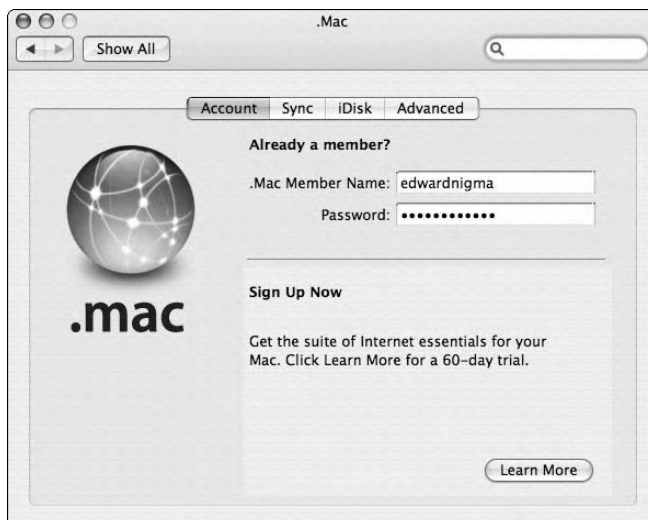 .Mac
Show All
Account Sync iDisk Advanced
Already a member?
.Mac Member Name: edwardnigma
Password: ••••••••••••
.mac
Sign Up Now
Get the suite of Internet essentials for your
Mac. Click Learn More for a 60-day trial.
Learn More